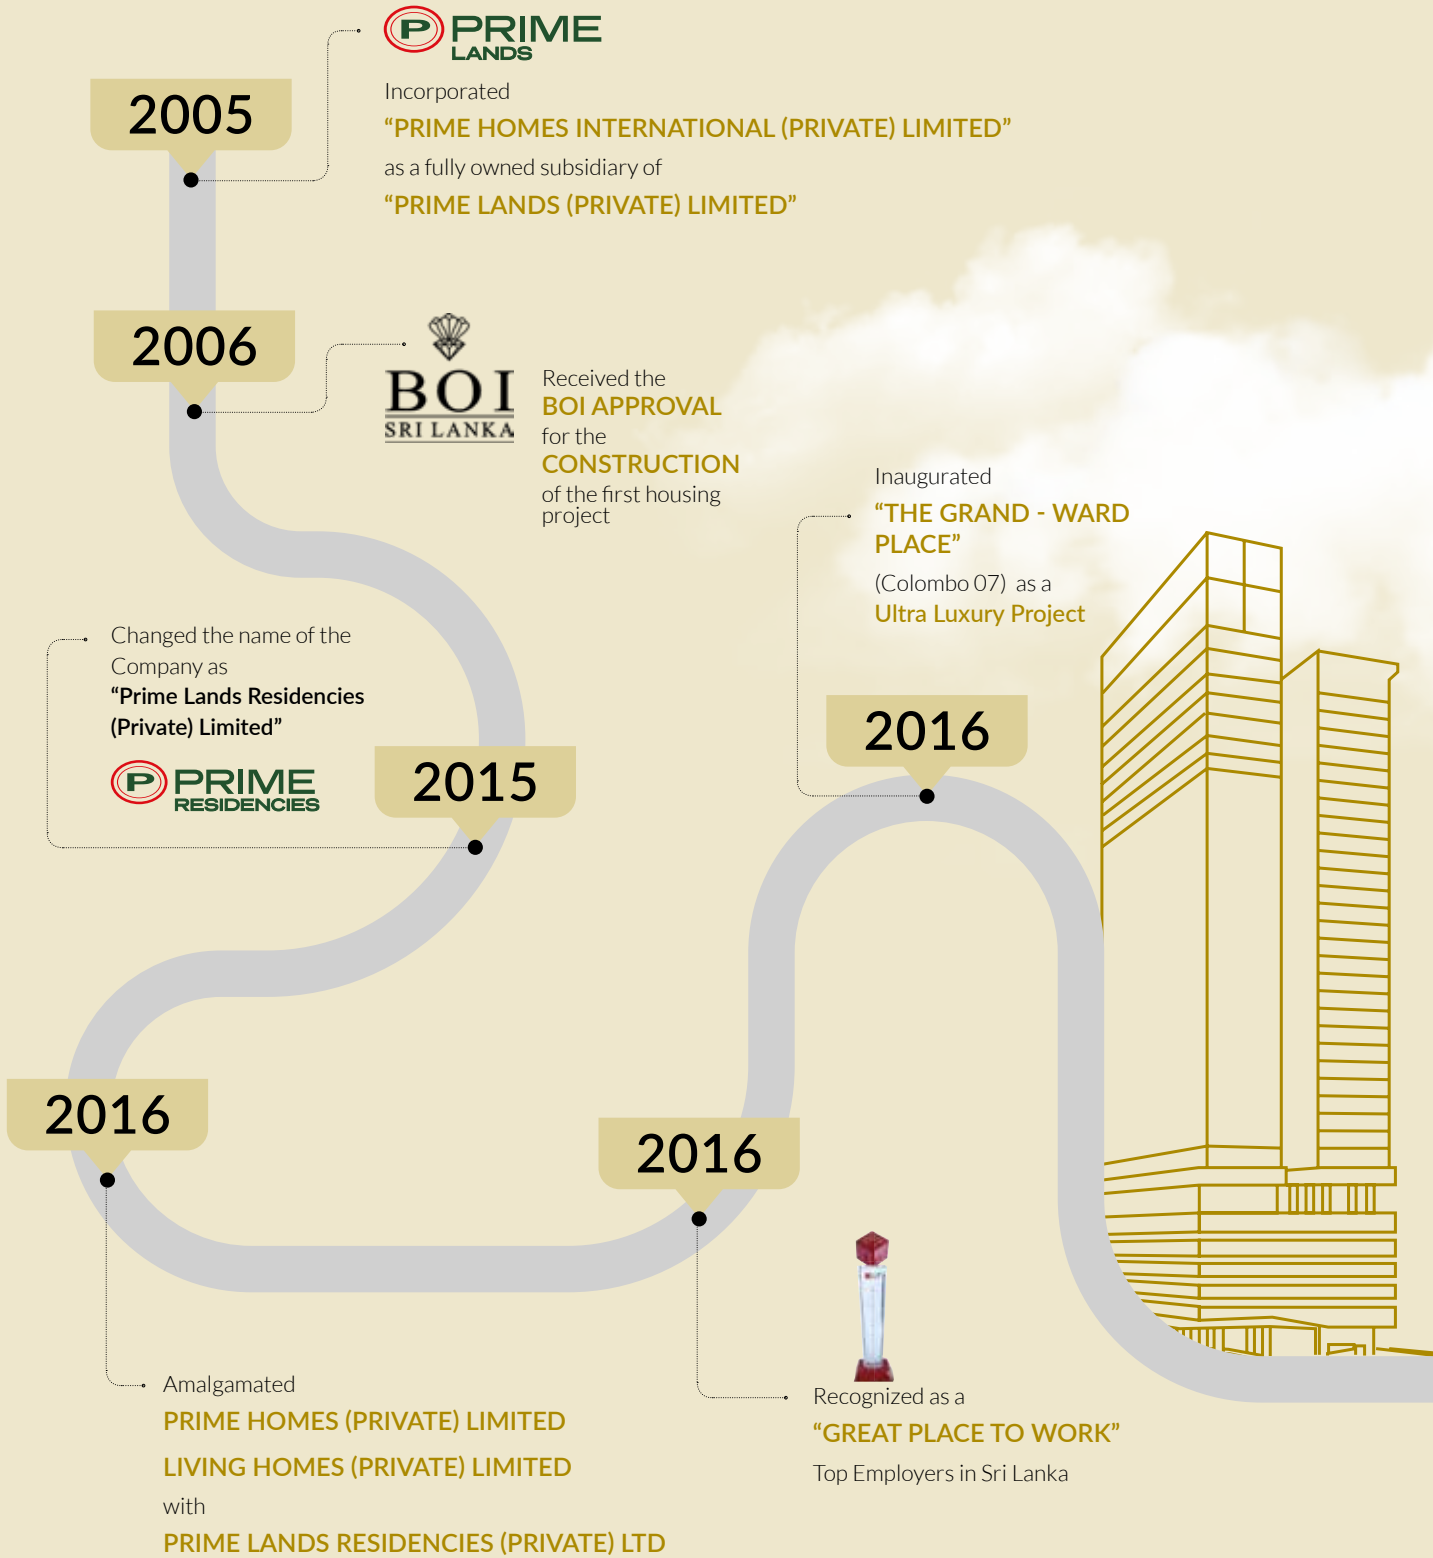 PRIME
LANDS
2005
Incorporated
“PRIME HOMES INTERNATIONAL (PRIVATE) LIMITED”
as a fully owned subsidiary of
“PRIME LANDS (PRIVATE) LIMITED”
2006
BOI
SRI LANKA
Received the
BOI APPROVAL
for the
CONSTRUCTION
of the first housing
project
Changed the name of the
Company as
“Prime Lands Residencies
(Private) Limited”
P PRIME
RESIDENCIES
2015
2016
Amalgamated
PRIME HOMES (PRIVATE) LIMITED
LIVING HOMES (PRIVATE) LIMITED
with
PRIME LANDS RESIDENCIES (PRIVATE) LTD
2016
Recognized as a
“GREAT PLACE TO WORK”
Top Employers in Sri Lanka
Inaugurated
“THE GRAND - WARD
PLACE”
(Colombo 07) as a
Ultra Luxury Project
2016